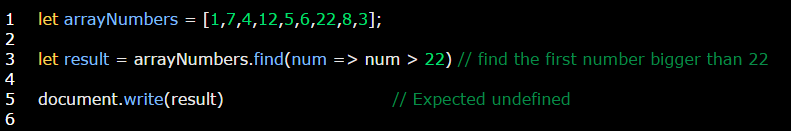 1 let arrayNumbers = [1,7,4,12,5,6,22,8,3];
2
3 let result = arrayNumbers.find(num => num > 22) // find the first number bigger than 22
4
5 document.write(result) // Expected undefined
6